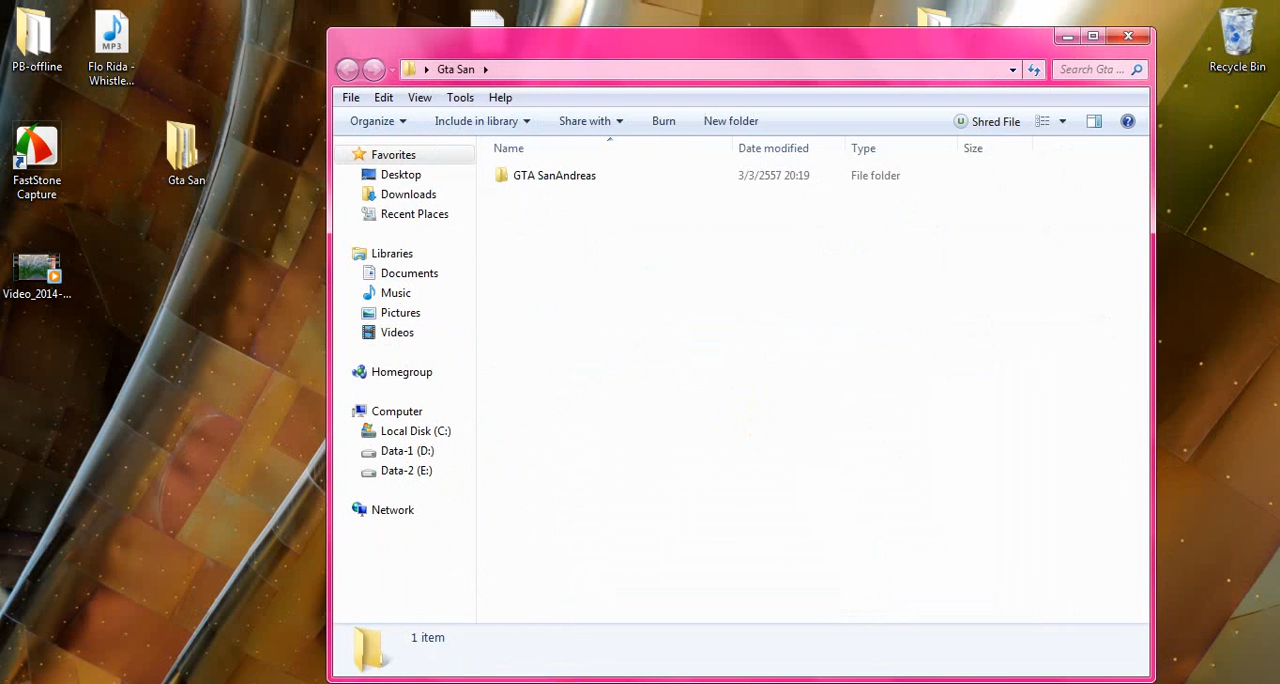 PB-offline
Flo Rida -
Whistle...
FastStone
Capture
Gta San
Video_2014-...
Recycle Bin
Gta San
Search Gta ...
File Edit View Tools Help
Organize Include in library Share with Burn New folder Shred File
Name Date modified Type Size
GTA SanAndreas 3/3/2557 20:19 File folder
Favorites
Desktop
Downloads
Recent Places
Libraries
Documents
Music
Pictures
Videos
Homegroup
Computer
Local Disk (C:)
Data-1 (D:)
Data-2 (E:)
Network
1 item
MP3